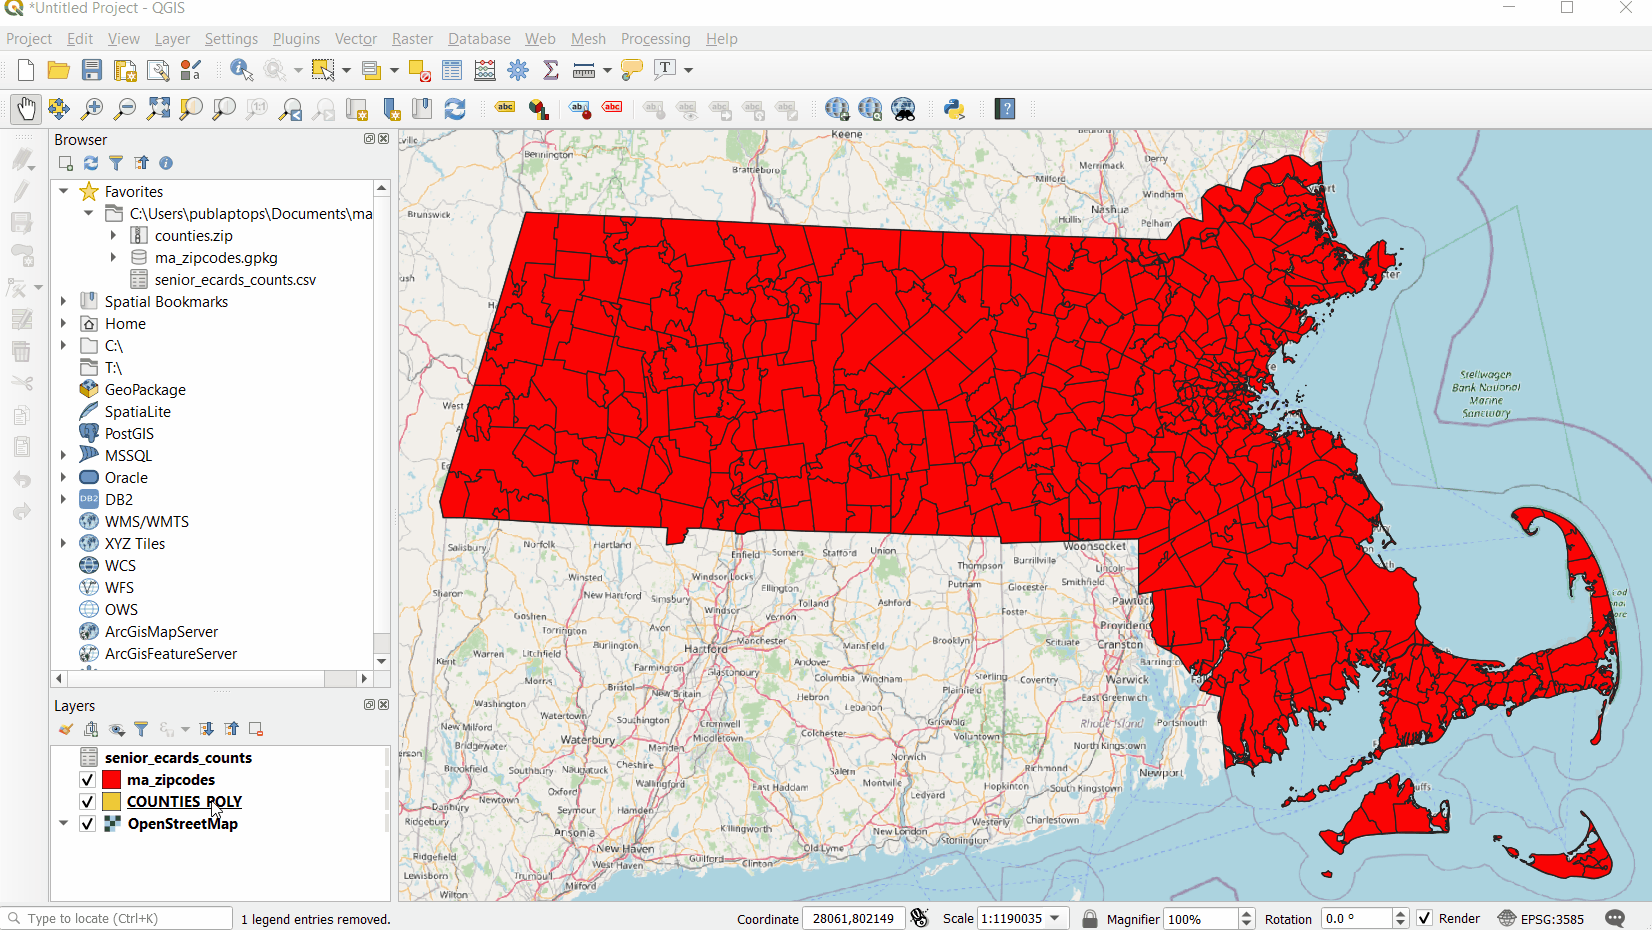 *Untitled Project - QGIS
Project Edit View Layer Settings Plugins Vector Raster Database Web Mesh Processing Help
Browser
Favorites
C:\Users\publaptops\Documents\ma
counties.zip
ma_zipcodes.gpkg
senior_ecards_counts.csv
Spatial Bookmarks
Home
C:\
T:\
GeoPackage
SpatiaLite
PostGIS
MSSQL
Oracle
DB2
WMS/WMTS
XYZ Tiles
WCS
WFS
OWS
ArcGisMapServer
ArcGisFeatureServer
Layers
senior_ecards_counts
ma_zipcodes
COUNTIES_POLY
OpenStreetMap
Keene
Bennington
Brattleboro
Merrimack
Derry
Milford
Windham
Nashua
Hollis
Pelham
Brunswick
Stellwagen
Bank National
Marine
Sanctuary
Salisbury
Norfolk
Hartland
Enfield
Somers
Stafford
Union
Woonsocket
Thompson
Burrillville
Lincoln
Winsted
Windsor Locks
Putnam
Glocester
Smithfield
Sharon
New Hartford
Simsbury
Ellington
Windsor
Tolland
Ashford
Foster
Pawtuck
Goshen
Torrington
Avon
Vernon
Manchester
Providenc
Cranston
Kent
Warren
Litchfield
Burlington
Hartford
Mansfield
Brooklyn
Scituate
Farmington
Andover
Barring
Morris
Bristol
New Britain
Glastonbury
Columbia
Windham
Sterling
Plainfield
Coventry
Warwick
East Greenwich
Washington
Hebron
Norwich
New Milford
Watertown
Southington
Cromwell
Middletown
Colchester
Griswold
Voluntown
Rhode Island
Portsmouth
Bridgewater
Waterbury
Meriden
North Kingstown
Brookfield
Southbury
Naugatuck
Cheshire
Salem
Montville
Richmond
Newport
Danbury
Newtown
Oxford
Wallingford
East Haddam
Ledyard
Hopkinton
South Kingstown
Ridgebury
Seymour
Hamden
Killingworth
New London
Westerly
Charlestown
Ansonia
New Haven
Old Lyme
Stonington
Ridgefield
West Haven
Guilford
Clinton
Lewisboro
Trumbull
Milford
Wilton
Type to locate (Ctrl+K)
1 legend entries removed.
Coordinate 28061,802149 Scale 1:1190035 Magnifier 100% Rotation 0.0 ° Render EPSG:3585